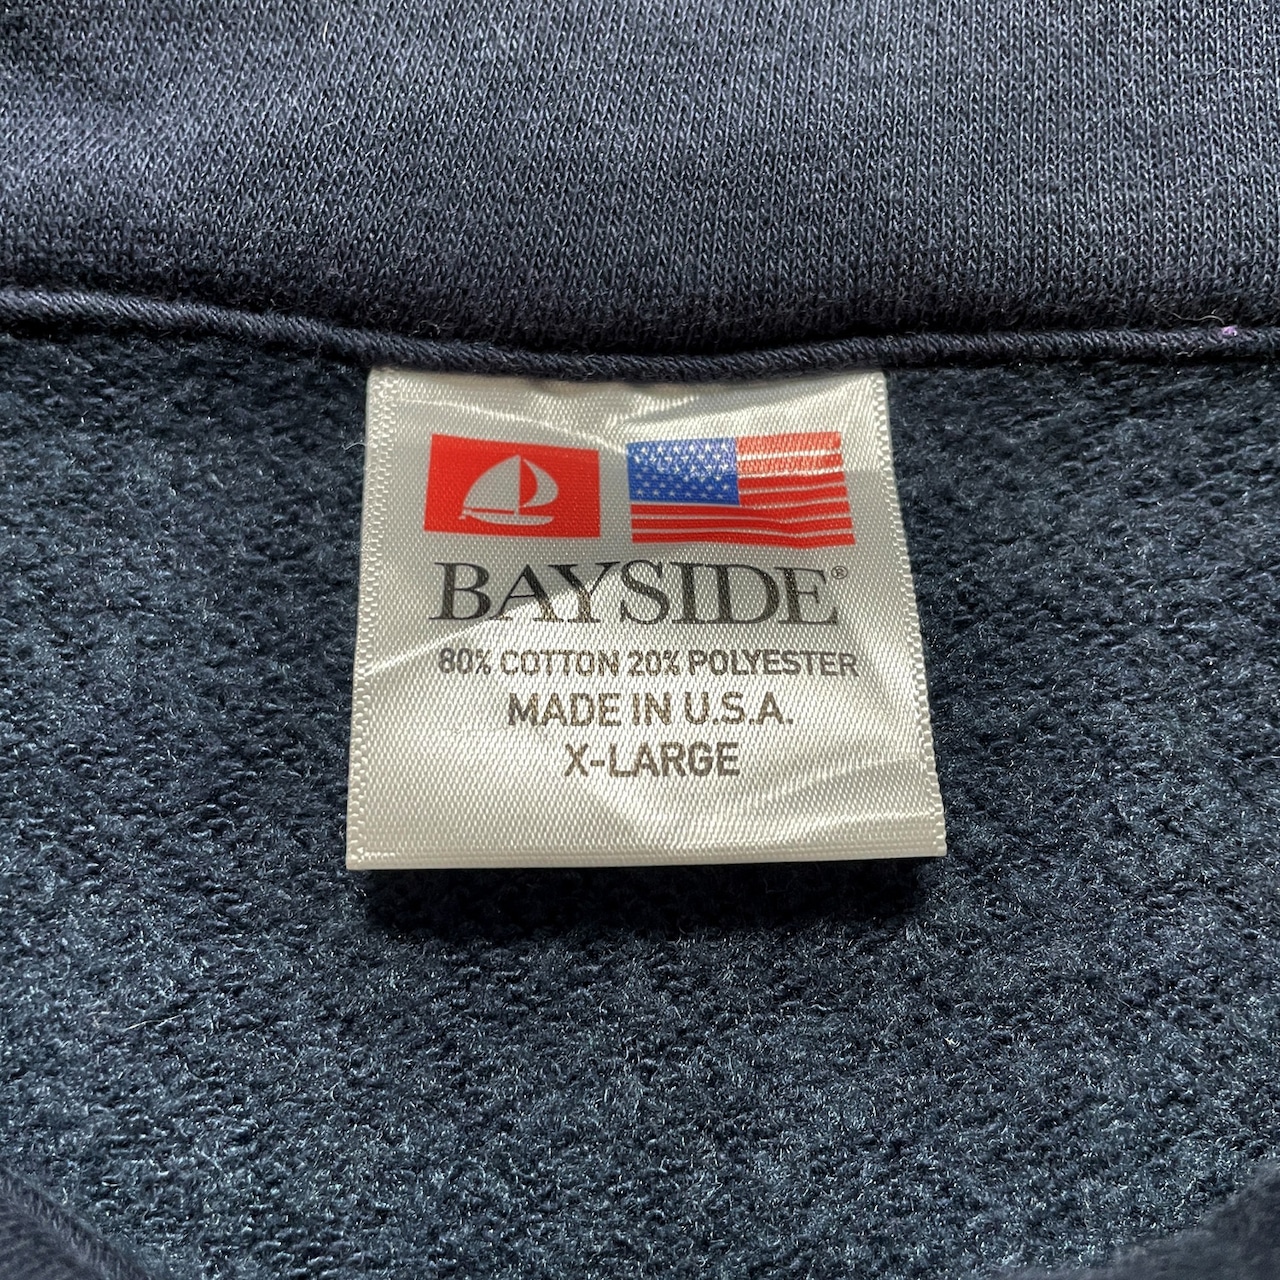 BAYSIDE®
80% COTTON 20% POLYESTER
MADE IN U.S.A.
X-LARGE